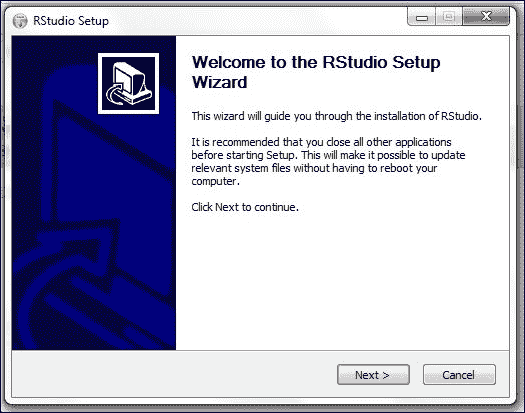 RStudio Setup
Welcome to the RStudio Setup
Wizard
This wizard will guide you through the installation of RStudio.
It is recommended that you close all other applications
before starting Setup. This will make it possible to update
relevant system files without having to reboot your
computer.
Click Next to continue.
Next >
Cancel